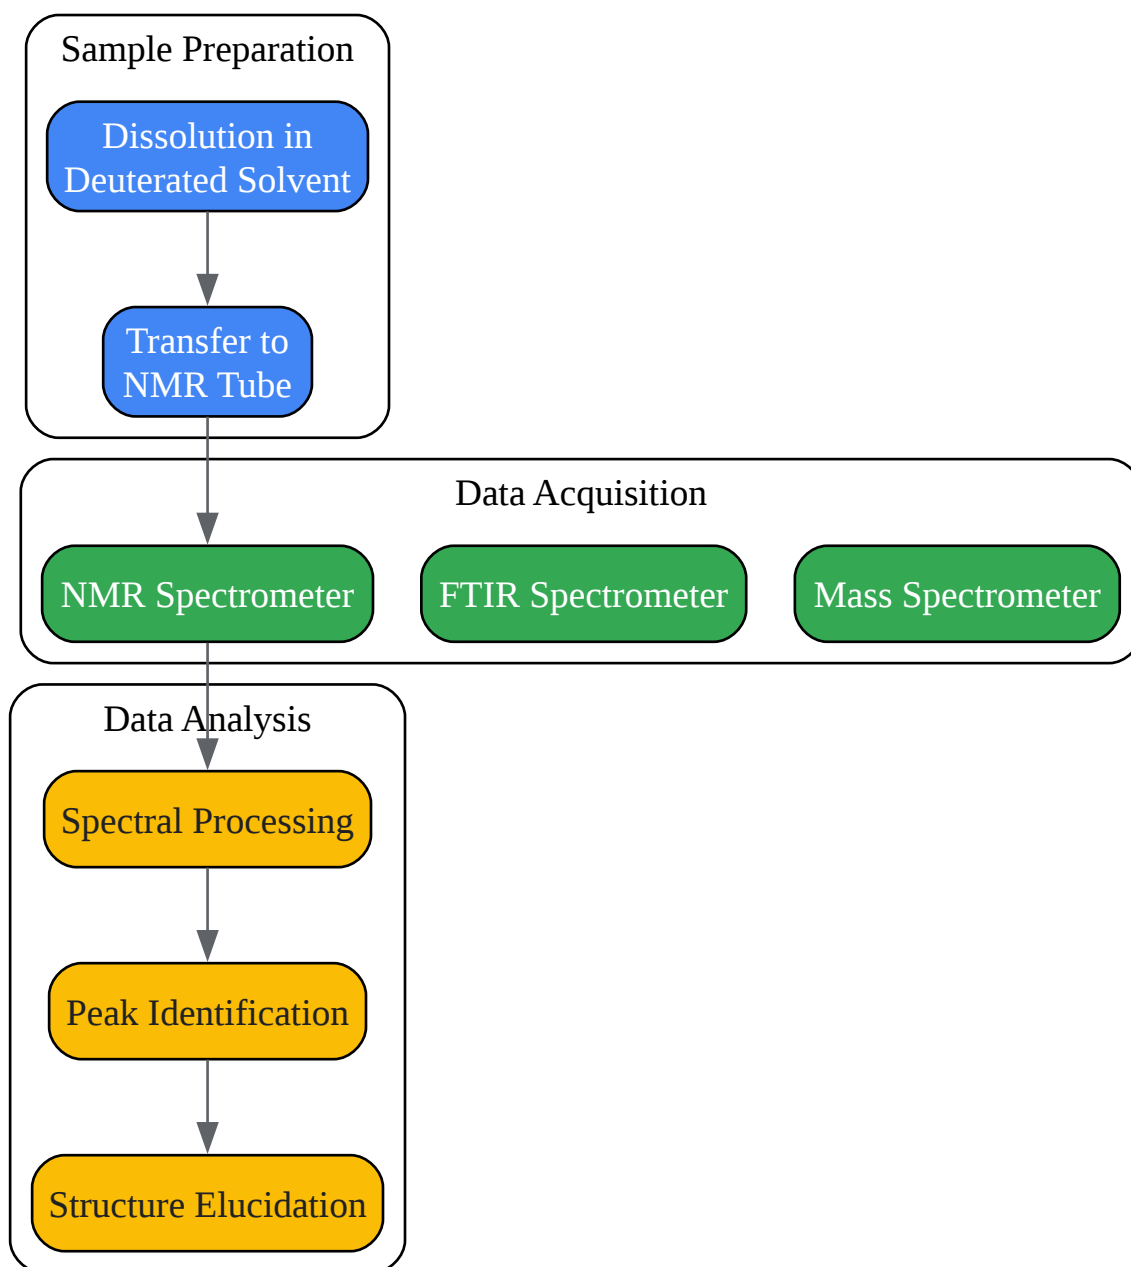 Sample Preparation
Dissolution in
Deuterated Solvent
Transfer to
NMR Tube
Data Acquisition
NMR Spectrometer
FTIR Spectrometer
Mass Spectrometer
Data Analysis
Spectral Processing
Peak Identification
Structure Elucidation